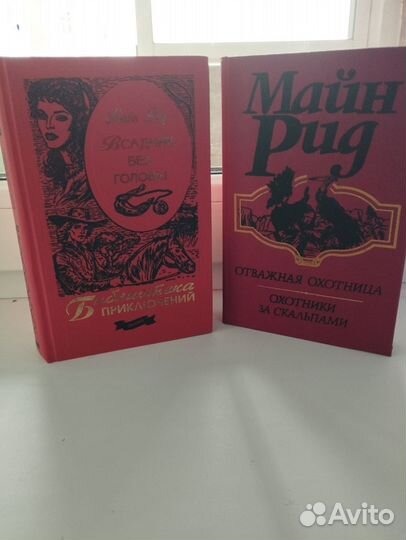 Майн Рид
ВСАДНИК
БЕЗ
ГОЛОВЫ
Библиотека
ПРИКЛЮЧЕНИЙ
МАЙН
РИД
ОТВАЖНАЯ ОХОТНИЦА
ОХОТНИКИ
ЗА СКАЛЬПАМИ
Avito